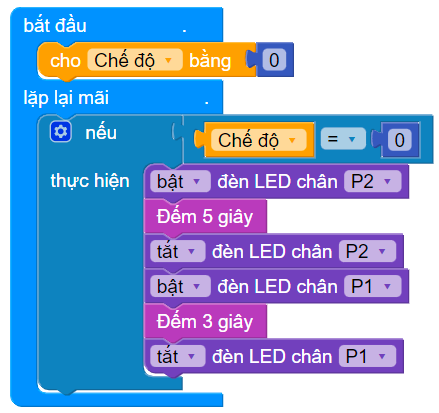 bắt đầu .
cho Chế độ bằng 0
lặp lại mãi .
nếu Chế độ = 0
thực hiện bật đèn LED chân P2
Đếm 5 giây
tắt đèn LED chân P2
bật đèn LED chân P1
Đếm 3 giây
tắt đèn LED chân P1